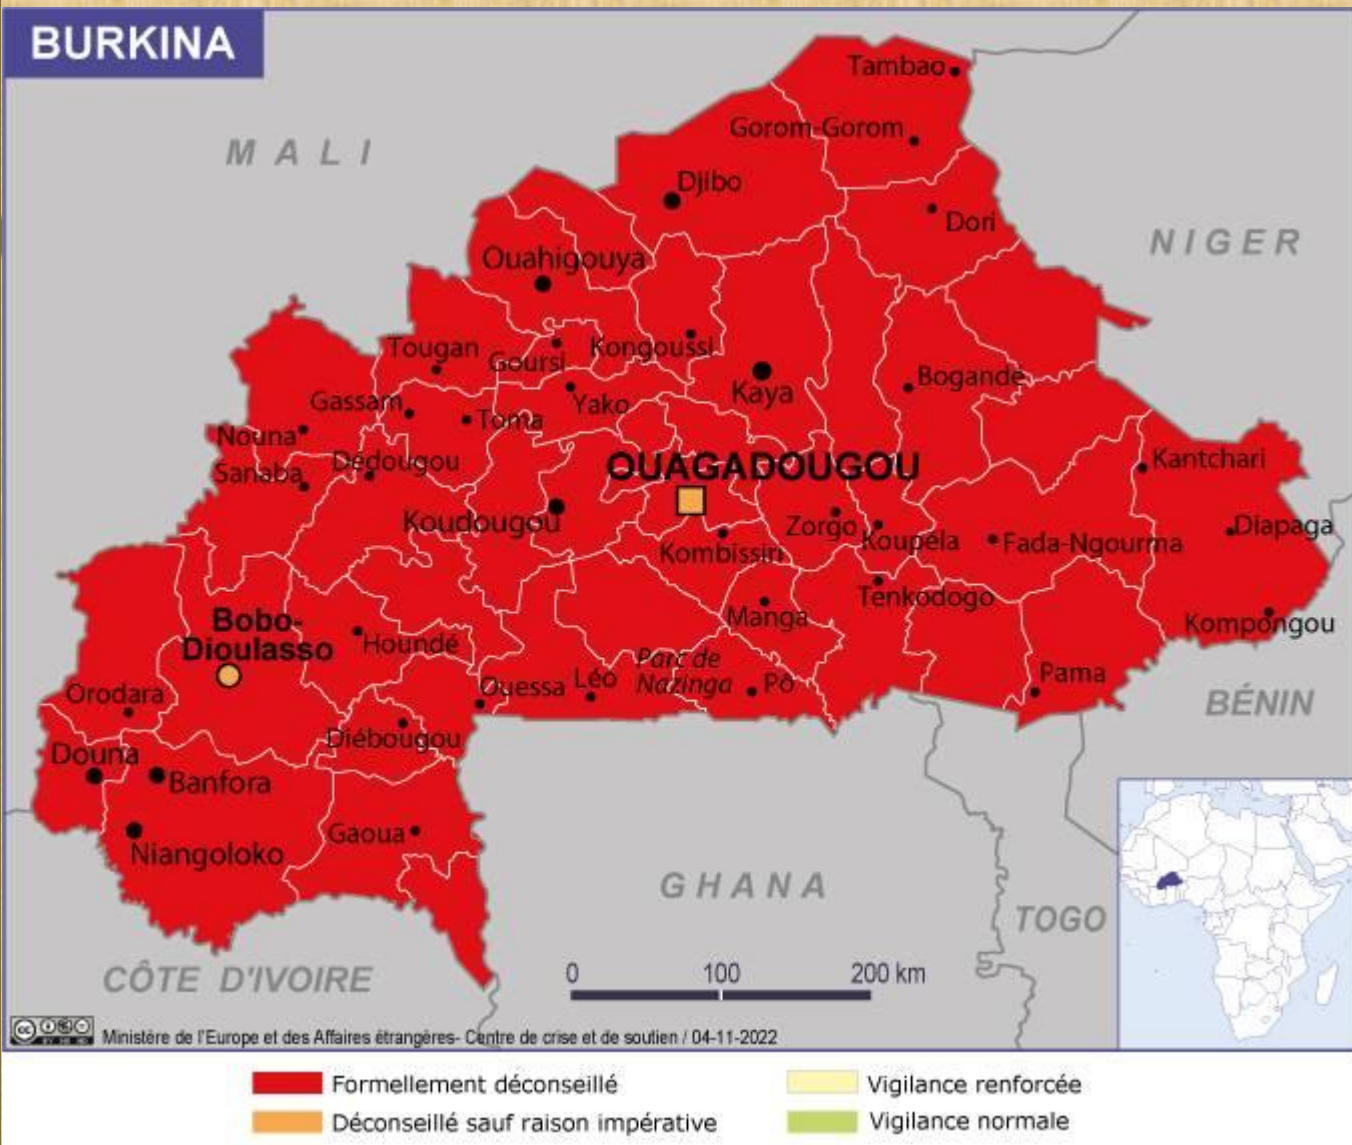 BURKINA
Tambao
MALI
Gorom-Gorom
Djibo
Dori
NIGER
Ouahigouya
Tougan
Goursi
Kongoussi
Bogandé
Kaya
Gassam
Toma
Yako
Nouna
Dédougou
OUAGADOUGOU
Kantchari
Sanaba
Koudougou
Zorgo
Koupéla
Fada-Ngourma
Diapaga
Kombissiri
Tenkodogo
Manga
Kompongou
Bobo-
Dioulasso
Houndé
Parc de
Nazinga
Pô
Pama
Orodara
Ouessa
Léo
BÉNIN
Diébougou
Douna
Banfora
Gaoua
Niangoloko
GHANA
TOGO
CÔTE D'IVOIRE
0 100 200 km
Ministère de l'Europe et des Affaires étrangères- Centre de crise et de soutien / 04-11-2022
Formellement déconseillé
Vigilance renforcée
Déconseillé sauf raison impérative
Vigilance normale